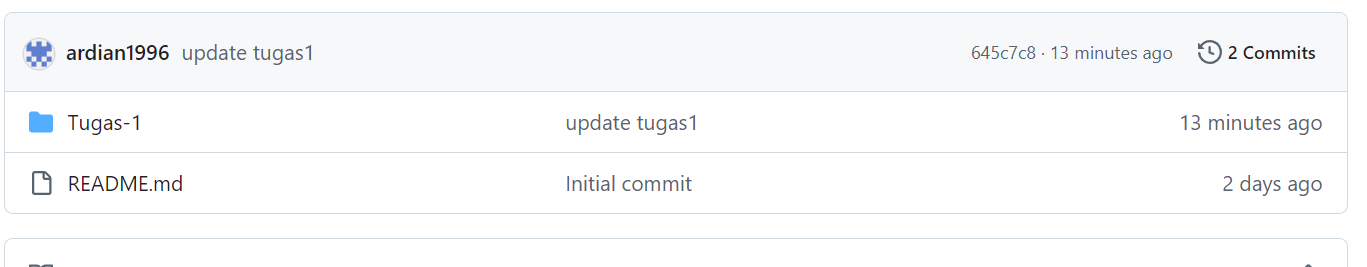 ardian1996 update tugas1 645c7c8 · 13 minutes ago 2 Commits
Tugas-1 update tugas1 13 minutes ago
README.md Initial commit 2 days ago